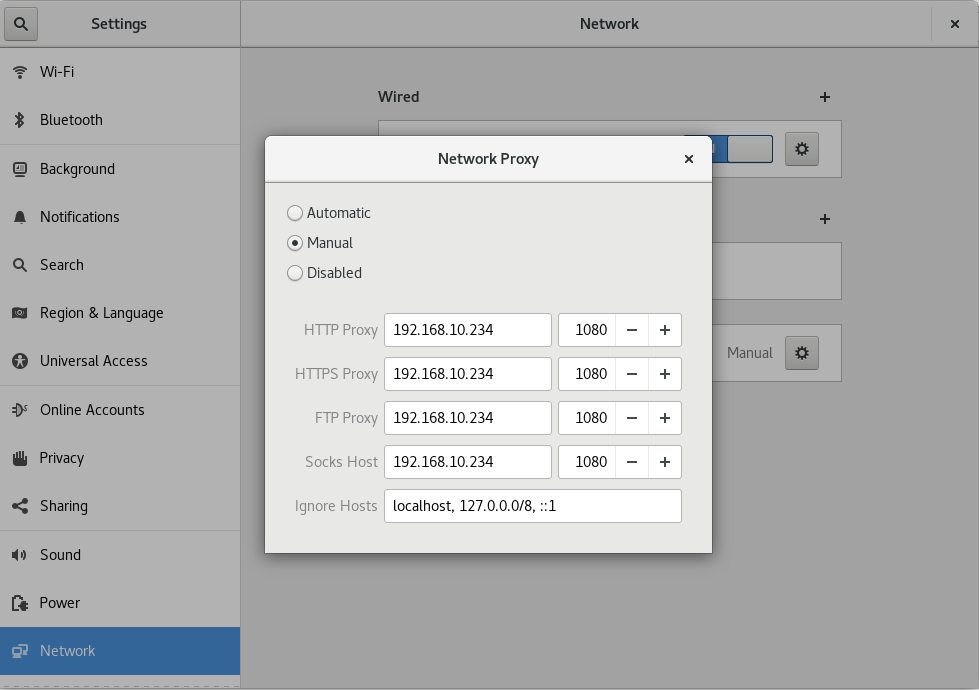 Settings
Network
Wi-Fi
Bluetooth
Background
Notifications
Search
Region & Language
Universal Access
Online Accounts
Privacy
Sharing
Sound
Power
Network
Wired
Manual
Network Proxy
Automatic
Manual
Disabled
HTTP Proxy 192.168.10.234 1080
HTTPS Proxy 192.168.10.234 1080
FTP Proxy 192.168.10.234 1080
Socks Host 192.168.10.234 1080
Ignore Hosts localhost, 127.0.0.0/8, ::1